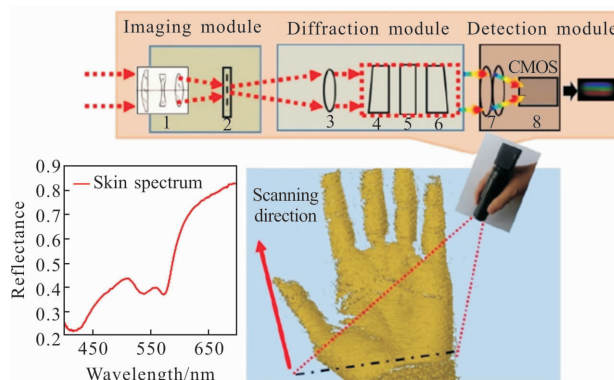 Imaging module
Diffraction module
Detection module
CMOS
1
2
3
4
5
6
7
8
Skin spectrum
Scanning
direction
Reflectance
0.9
0.8
0.7
0.6
0.5
0.4
0.3
0.2
450
550
650
Wavelength/nm